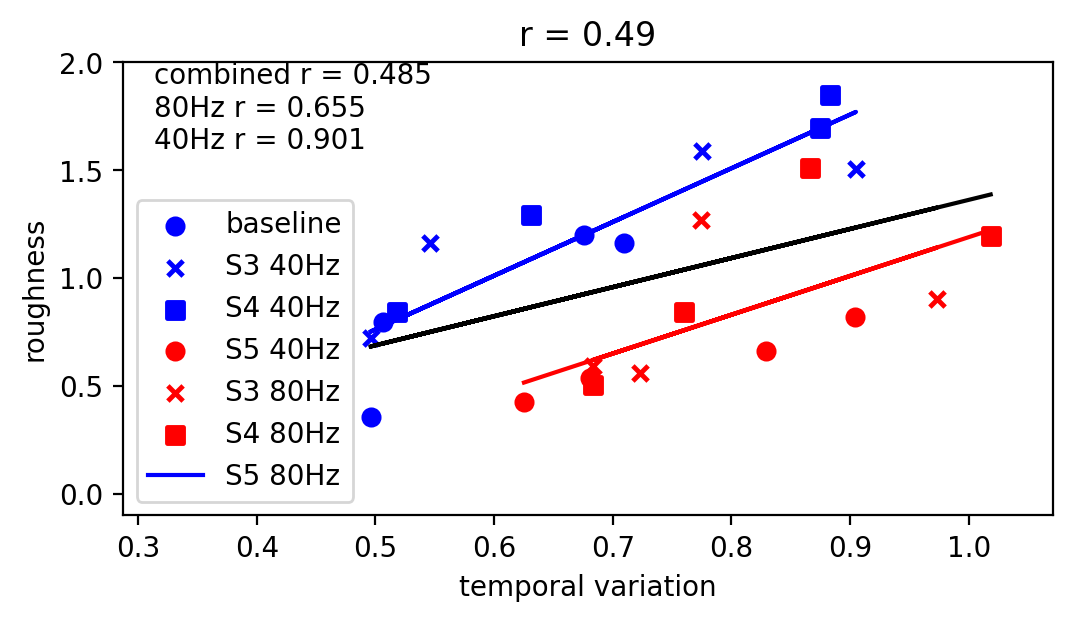 r = 0.49
combined r = 0.485
80Hz r = 0.655
40Hz r = 0.901
baseline
S3 40Hz
S4 40Hz
S5 40Hz
S3 80Hz
S4 80Hz
S5 80Hz
roughness
2.0
1.5
1.0
0.5
0.0
0.3 0.4 0.5 0.6 0.7 0.8 0.9 1.0
temporal variation